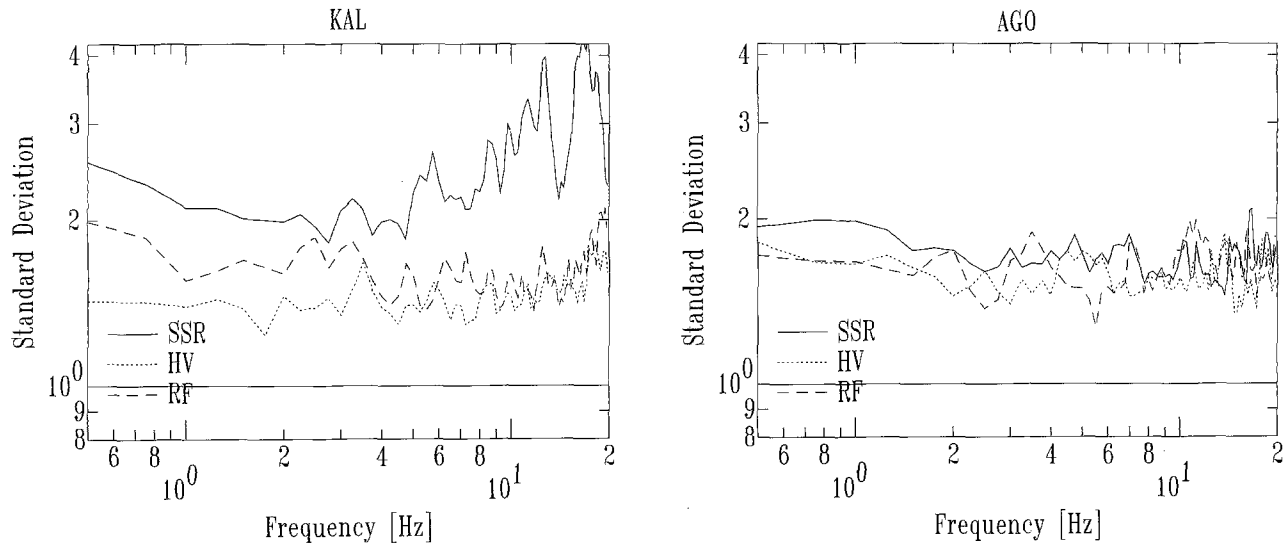 KAL
4
3
2
10^0
9
8
Standard Deviation
SSR
HV
RF
6 8 2 4 6 8 2
10^0 10^1
Frequency [Hz]
AGO
4
3
2
10^0
9
8
Standard Deviation
SSR
HV
RF
6 8 2 4 6 8 2
10^0 10^1
Frequency [Hz]